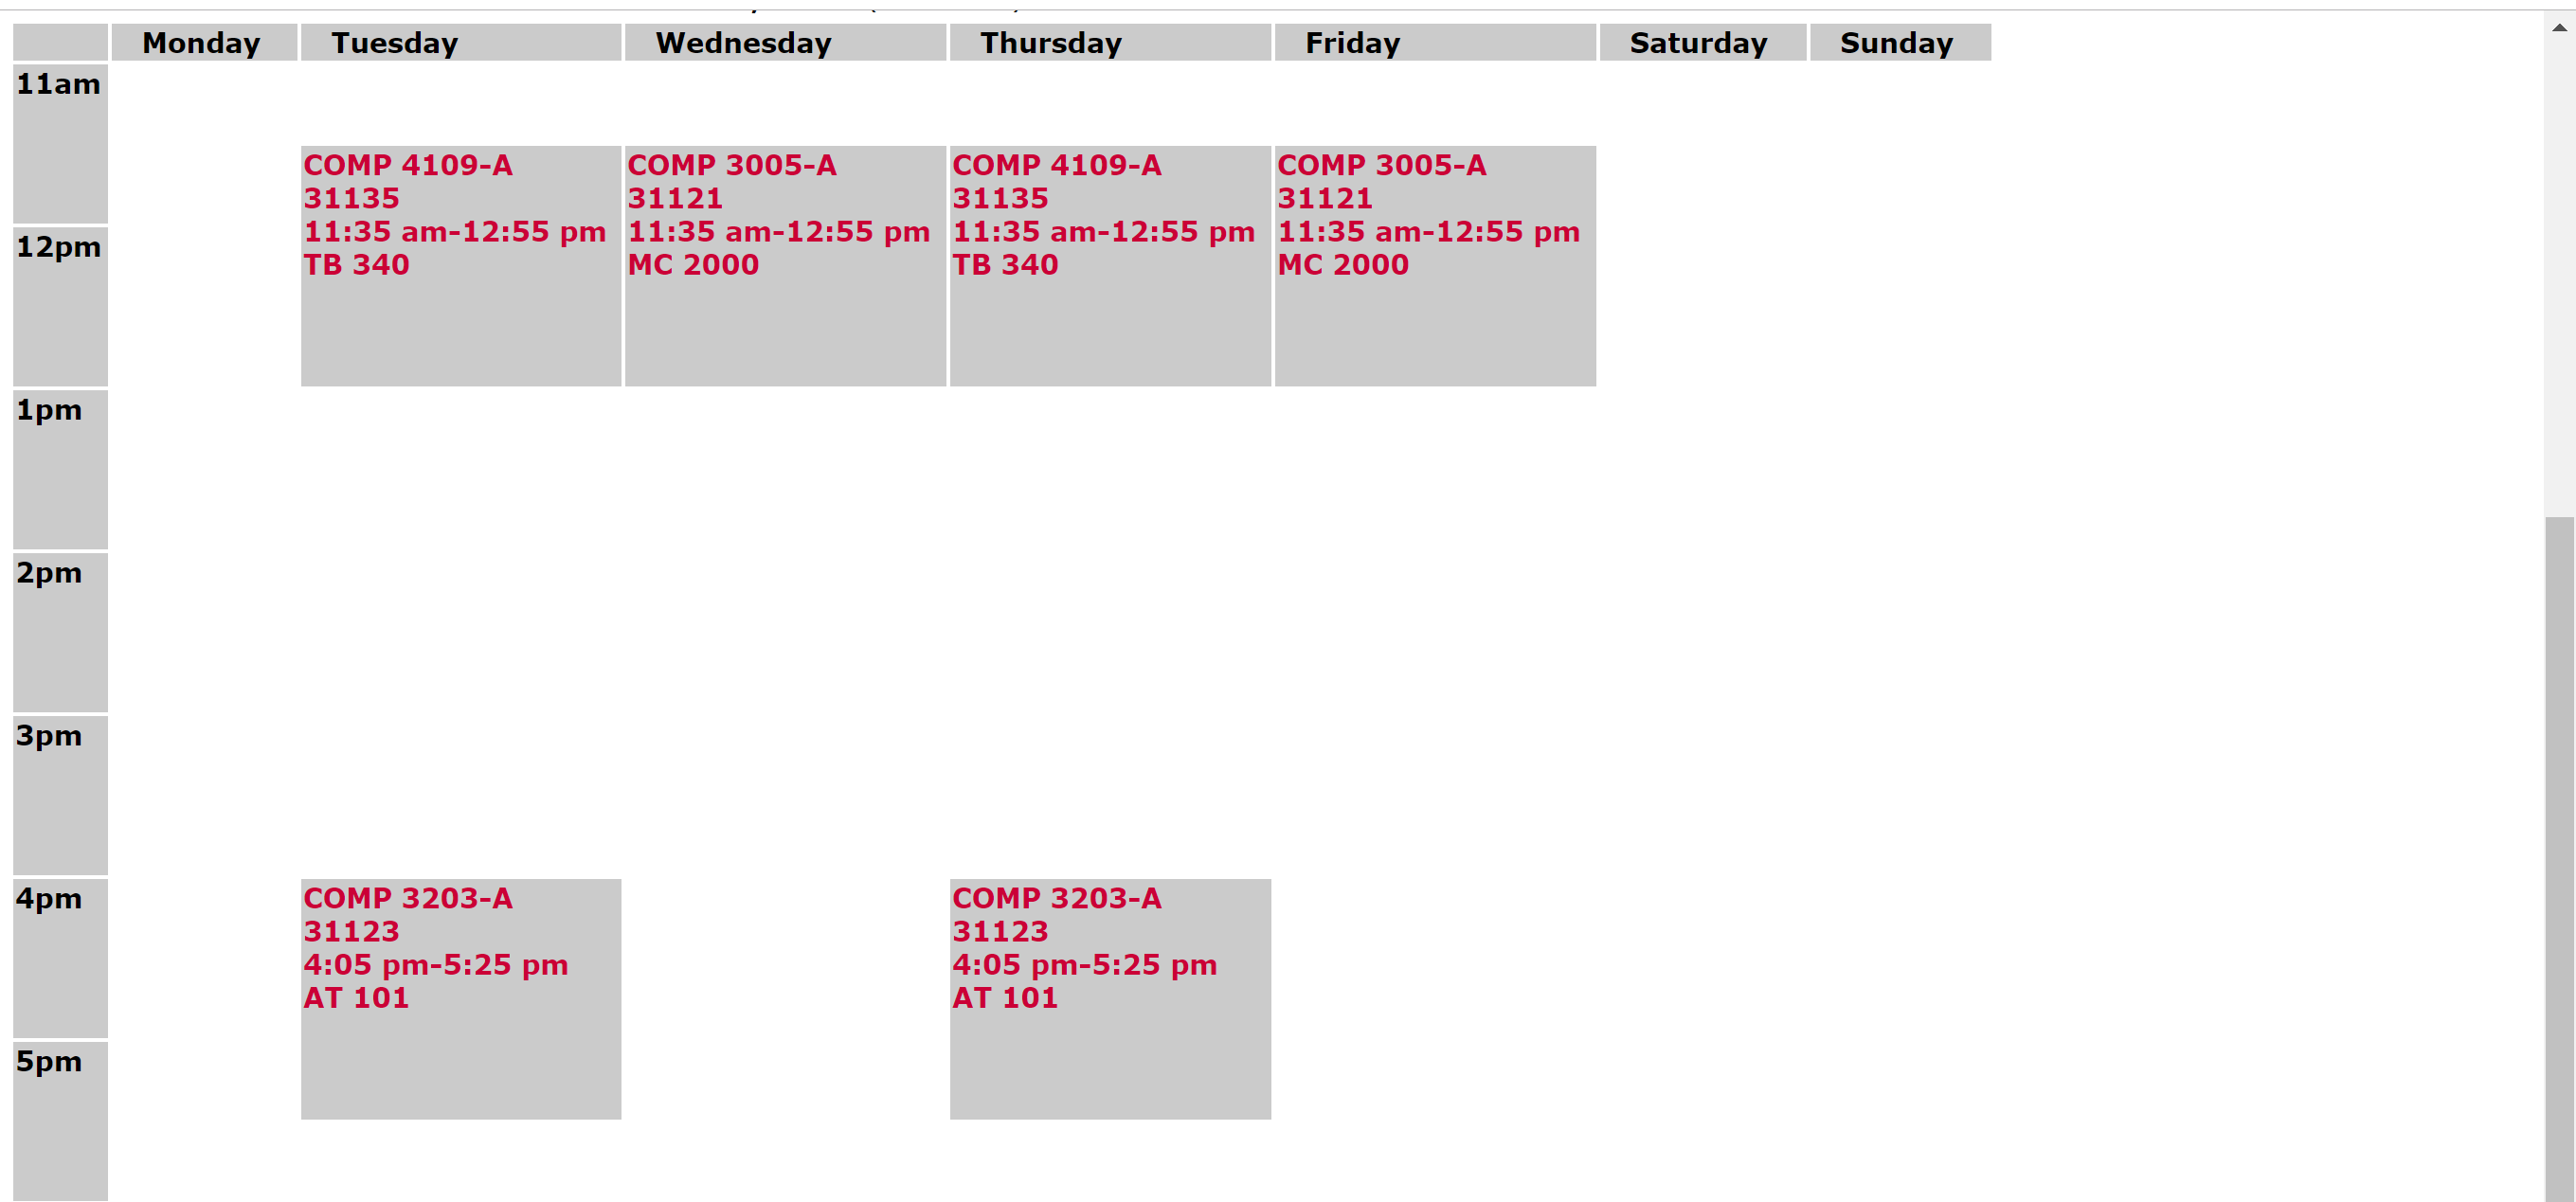 Monday Tuesday Wednesday Thursday Friday Saturday Sunday
11am
COMP 4109-A COMP 3005-A COMP 4109-A COMP 3005-A
31135 31121 31135 31121
11:35 am-12:55 pm 11:35 am-12:55 pm 11:35 am-12:55 pm 11:35 am-12:55 pm
12pm
TB 340 MC 2000 TB 340 MC 2000
1pm
2pm
3pm
4pm COMP 3203-A COMP 3203-A
31123 31123
4:05 pm-5:25 pm 4:05 pm-5:25 pm
AT 101 AT 101
5pm